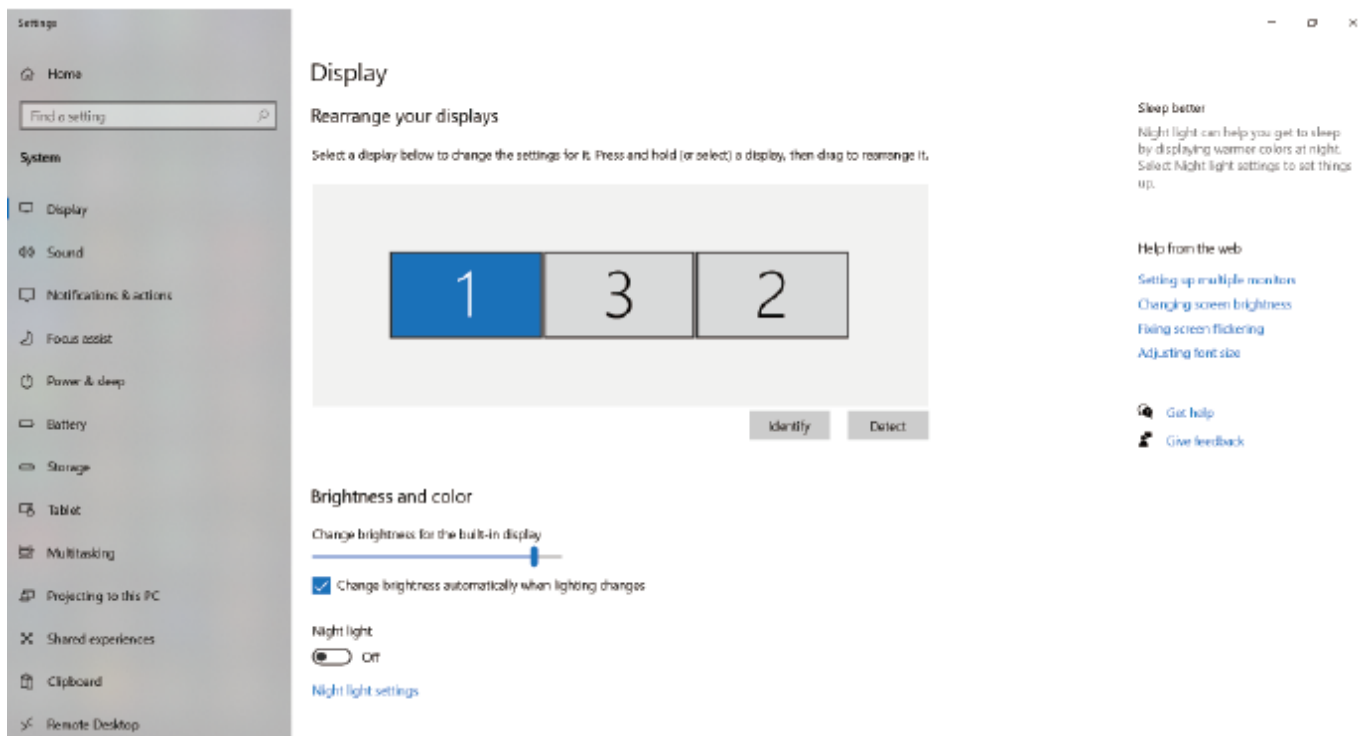 Settings
Home
Find a setting
System
Display
Sound
Notifications & actions
Focus assist
Power & sleep
Battery
Storage
Tablet
Multitasking
Projecting to this PC
Shared experiences
Clipboard
Remote Desktop
Display
Rearrange your displays
Select a display below to change the settings for it. Press and hold (or select) a display, then drag to rearrange it.
1 3 2
Identify Detect
Brightness and color
Change brightness for the built-in display
Change brightness automatically when lighting changes
Night light
Off
Night light settings
Sleep better
Night light can help you get to sleep
by displaying warmer colors at night.
Select Night light settings to set things
up.
Help from the web
Setting up multiple monitors
Changing screen brightness
Fixing screen flickering
Adjusting font size
Get help
Give feedback